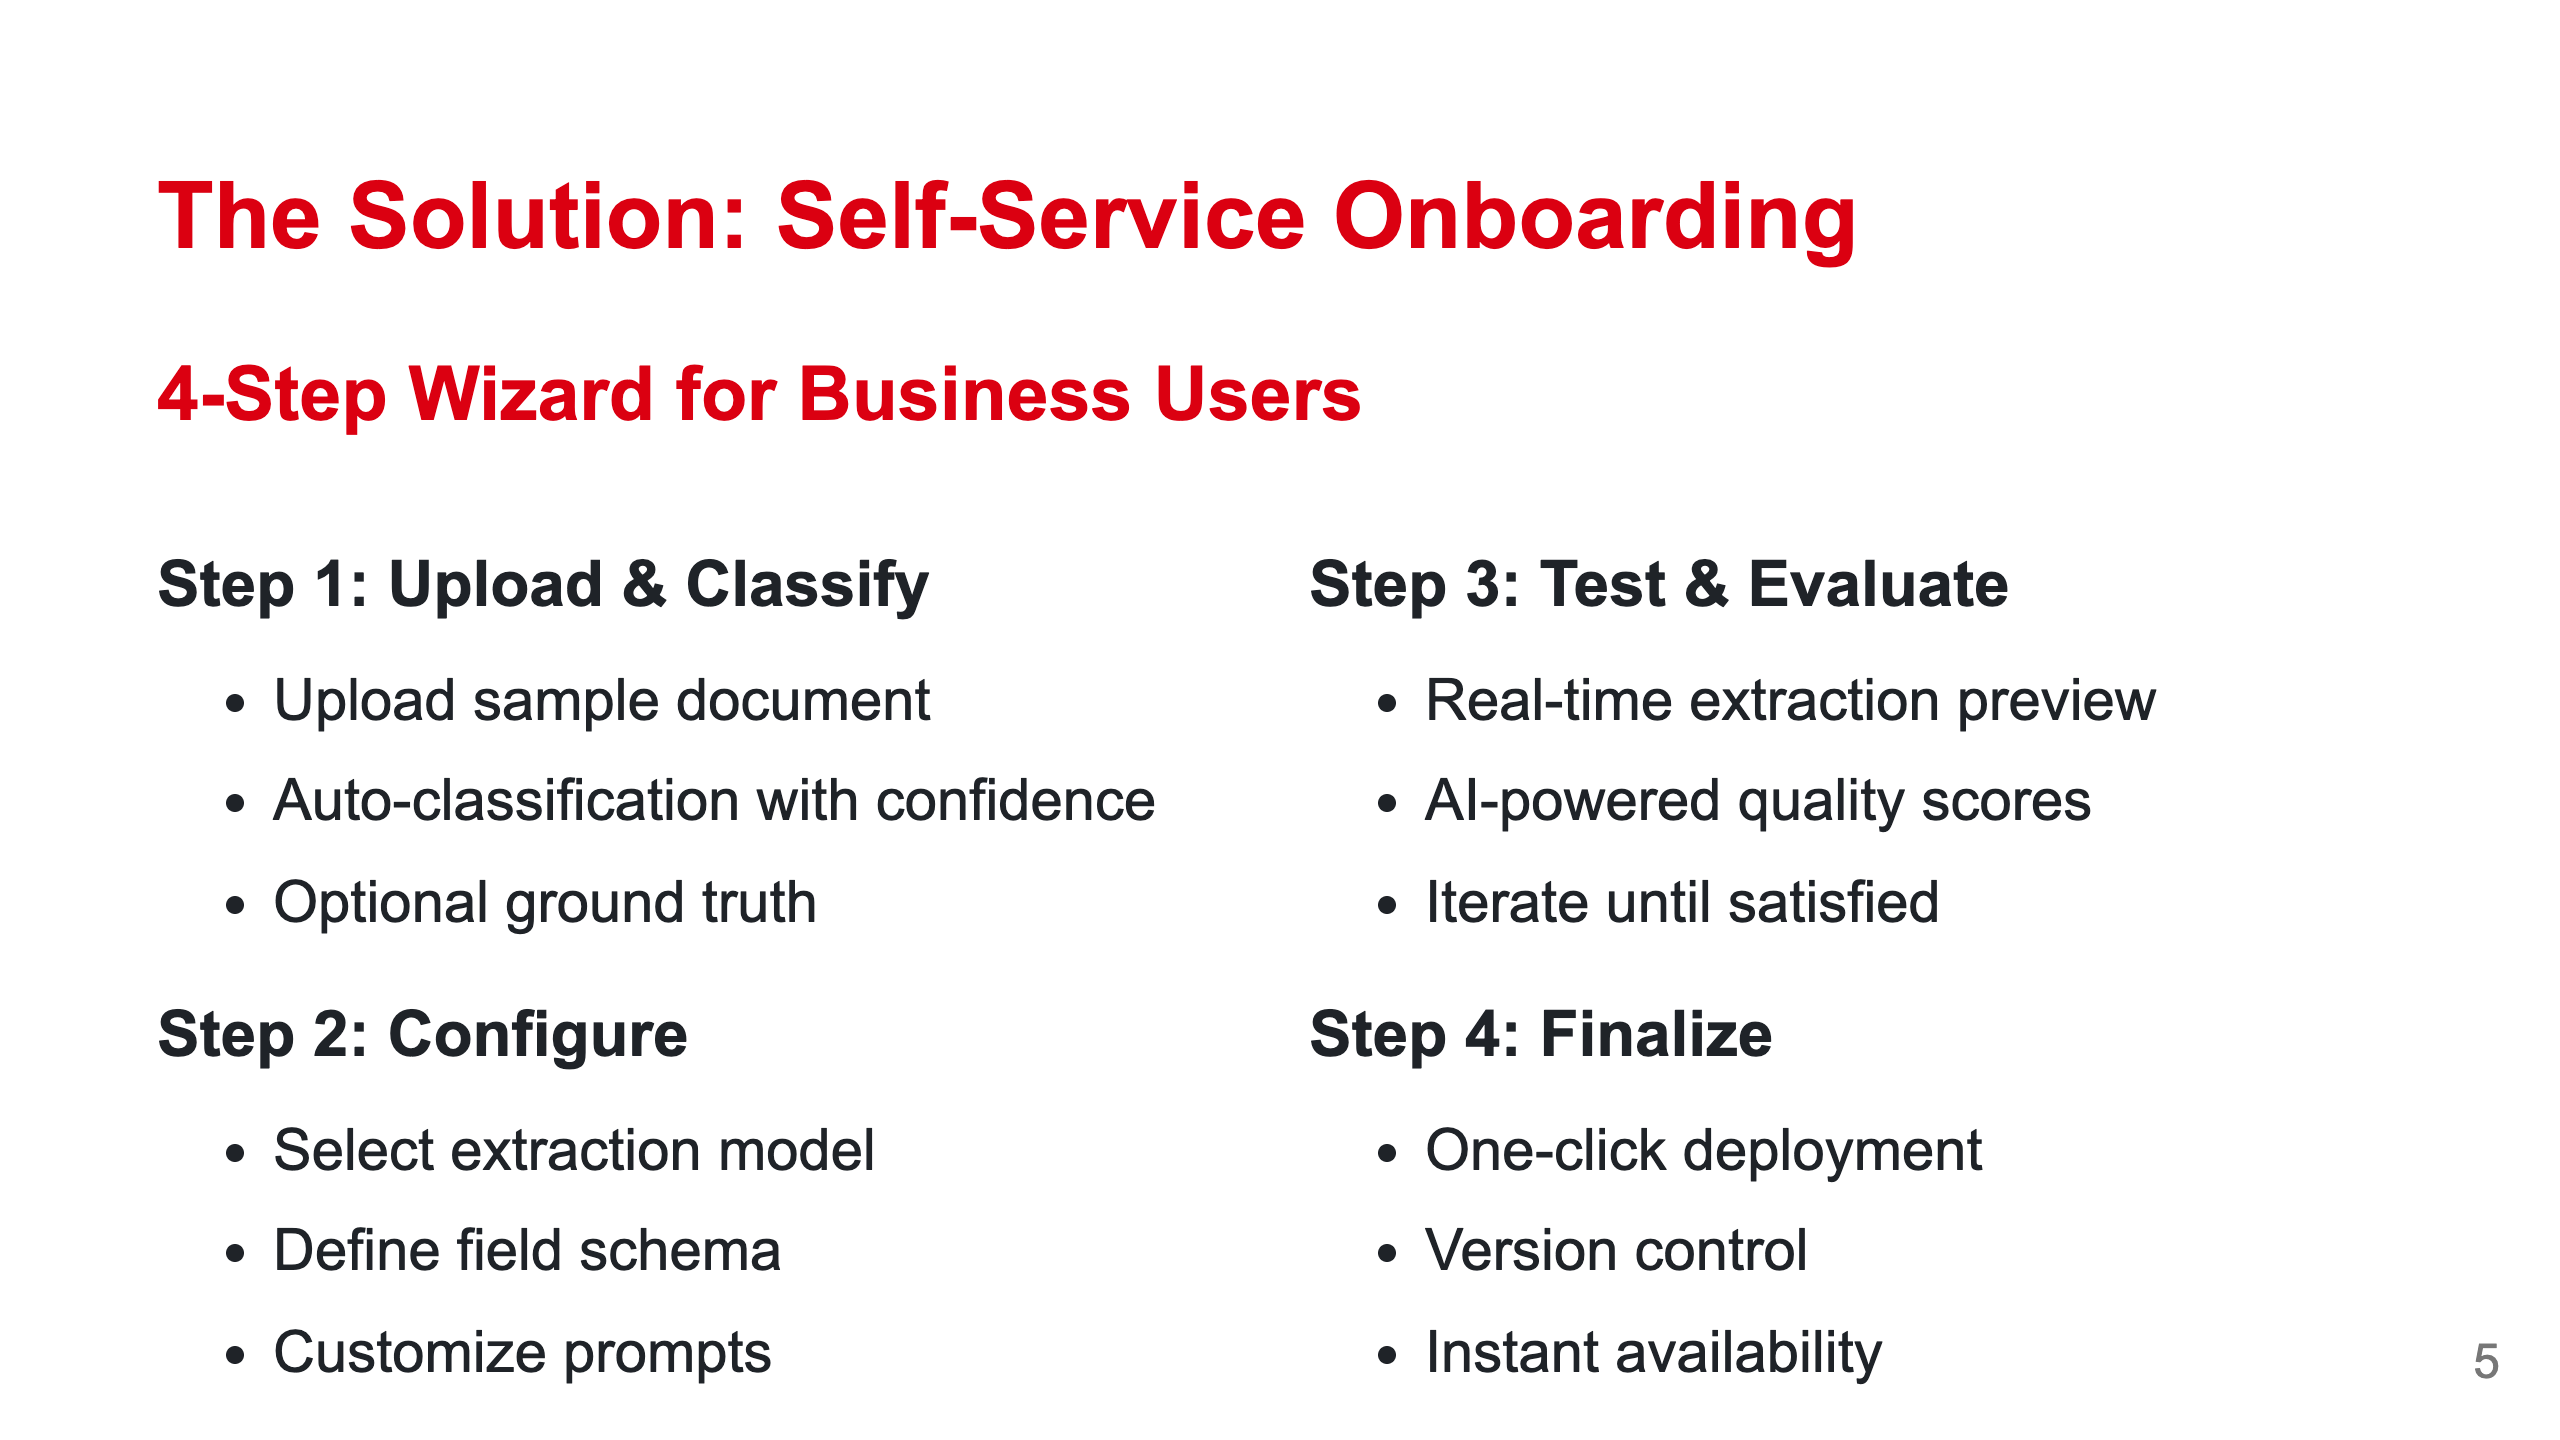 The Solution: Self-Service Onboarding
4-Step Wizard for Business Users
Step 1: Upload & Classify
• Upload sample document
• Auto-classification with confidence
• Optional ground truth
Step 2: Configure
• Select extraction model
• Define field schema
• Customize prompts
Step 3: Test & Evaluate
• Real-time extraction preview
• AI-powered quality scores
• Iterate until satisfied
Step 4: Finalize
• One-click deployment
• Version control
• Instant availability
5